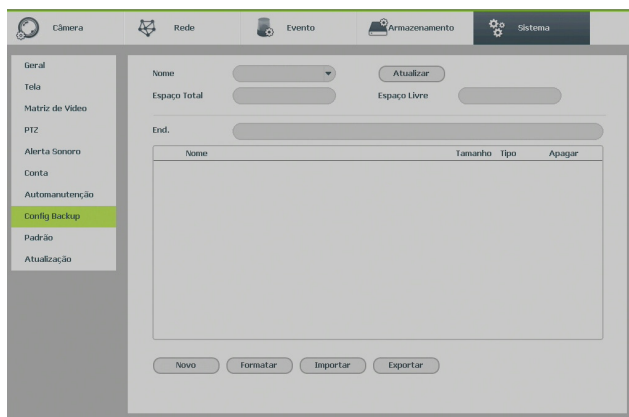 Câmera Rede Evento Armazenamento Sistema
Geral
Tela
Matriz de Vídeo
PTZ
Alerta Sonoro
Conta
Automanutenção
Config Backup
Padrão
Atualização
Nome Atualizar
Espaço Total Espaço Livre
End.
Nome Tamanho Tipo Apagar
Novo Formatar Importar Exportar